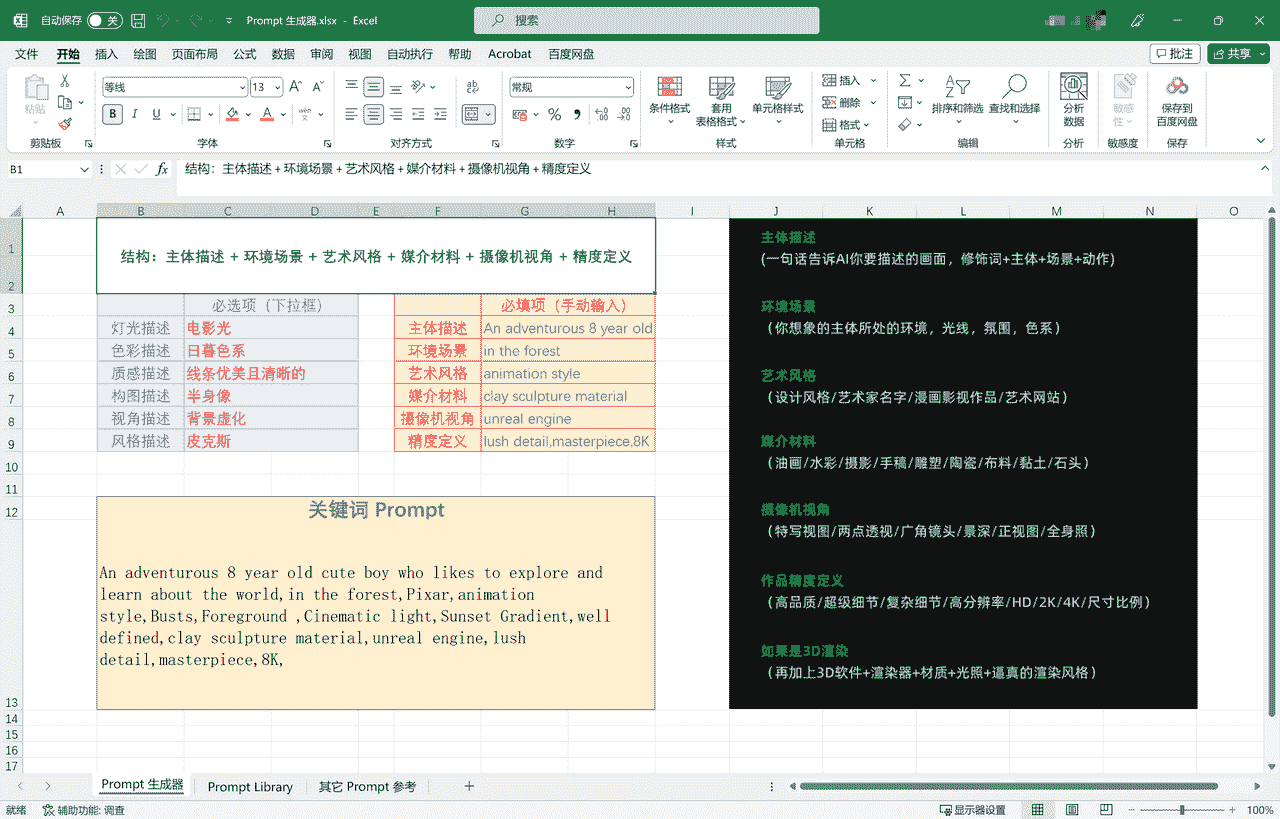 自动保存 关 Prompt 生成器.xlsx - Excel 搜索
文件 开始 插入 绘图 页面布局 公式 数据 审阅 视图 自动执行 帮助 Acrobat 百度网盘 批注 共享
粘贴 剪贴板
等线 13 B I U wén 字体
对齐方式
常规 % 数字
条件格式 套用表格格式 单元格样式 样式
插入 删除 格式 单元格
排序和筛选 查找和选择 编辑
分析数据 分析
敏感性 敏感度
保存到百度网盘 保存
B1 fx 结构：主体描述 + 环境场景 + 艺术风格 + 媒介材料 + 摄像机视角 + 精度定义
A B C D E F G H I J K L M N O
1 结构：主体描述 + 环境场景 + 艺术风格 + 媒介材料 + 摄像机视角 + 精度定义
2
3 必选项（下拉框） 必填项（手动输入）
4 灯光描述 电影光 主体描述 An adventurous 8 year old
5 色彩描述 日暮色系 环境场景 in the forest
6 质感描述 线条优美且清晰的 艺术风格 animation style
7 构图描述 半身像 媒介材料 clay sculpture material
8 视角描述 背景虚化 摄像机视角 unreal engine
9 风格描述 皮克斯 精度定义 lush detail,masterpiece,8K
10
11
12 关键词 Prompt
An adventurous 8 year old cute boy who likes to explore and
learn about the world,in the forest,Pixar,animation
style,Busts,Foreground ,Cinematic light,Sunset Gradient,well
defined,clay sculpture material,unreal engine,lush
detail,masterpiece,8K,
13
14
15
16
17
主体描述
(一句话告诉AI你要描述的画面，修饰词+主体+场景+动作)
环境场景
（你想象的主体所处的环境，光线，氛围，色系）
艺术风格
（设计风格/艺术家名字/漫画影视作品/艺术网站）
媒介材料
（油画/水彩/摄影/手稿/雕塑/陶瓷/布料/黏土/石头）
摄像机视角
（特写视图/两点透视/广角镜头/景深/正视图/全身照）
作品精度定义
（高品质/超级细节/复杂细节/高分辨率/HD/2K/4K/尺寸比例）
如果是3D渲染
（再加上3D软件+渲染器+材质+光照+逼真的渲染风格）
Prompt 生成器 Prompt Library 其它 Prompt 参考
就绪 辅助功能: 调查 显示器设置 100%